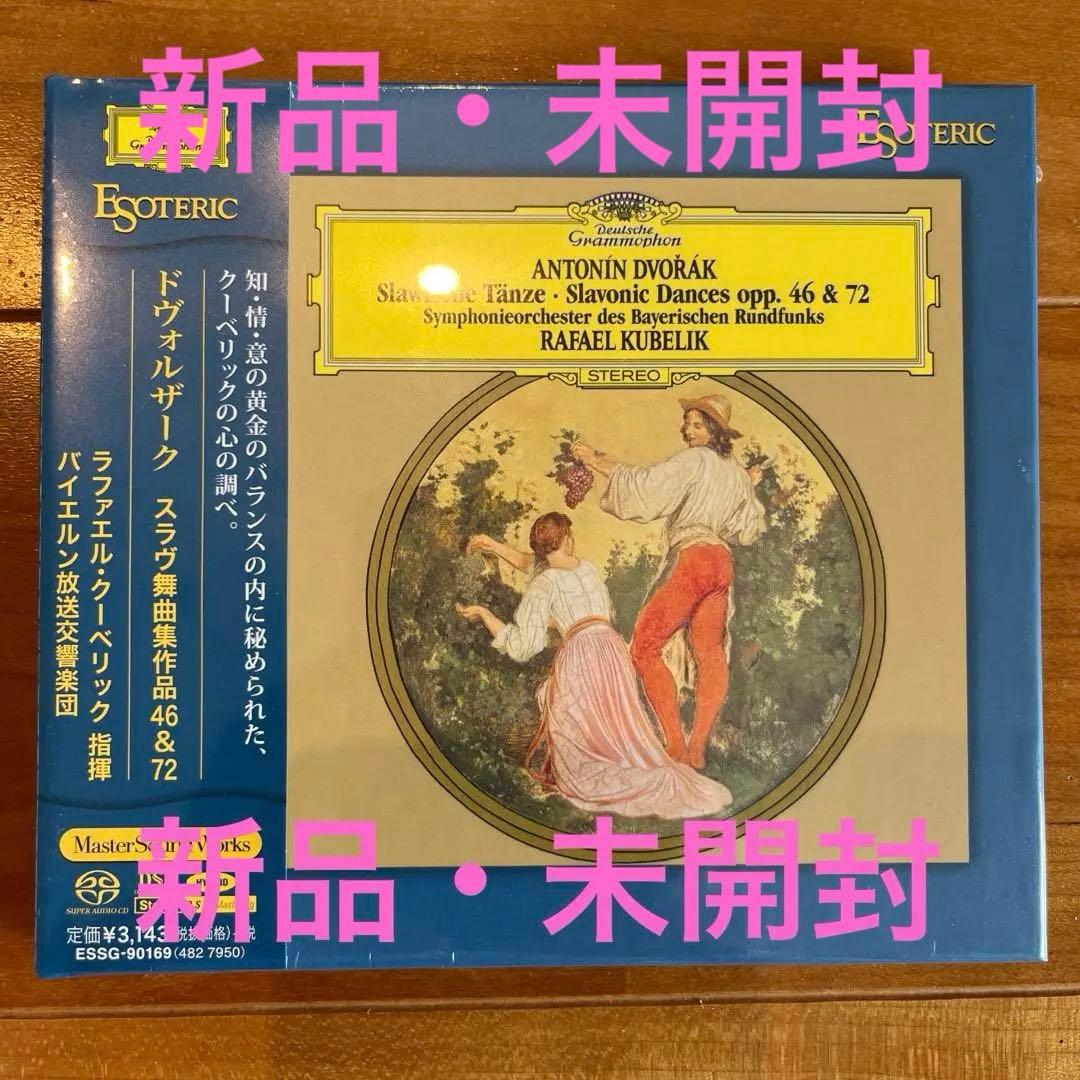 新品・未開封
ESOTERIC
Deutsche
Grammophon
ANTONÍN DVOŘÁK
Tänze · Slavonic Dances opp. 46 & 72
Symphonieorchester des Bayerischen Rundfunks
RAFAEL KUBELIK
STEREO
ESOTERIC
知・情・意の黄金のバランスの内に秘められた、
クーベリックの心の調べ。
ドヴォルザーク スラヴ舞曲集作品46&72
ラファエル・クーベリック 指揮
バイエルン放送交響楽団
MasterSound Works
新品・未開封
SUPER AUDIO CD
定価¥3,143
ESSG-90169 (482 7950)